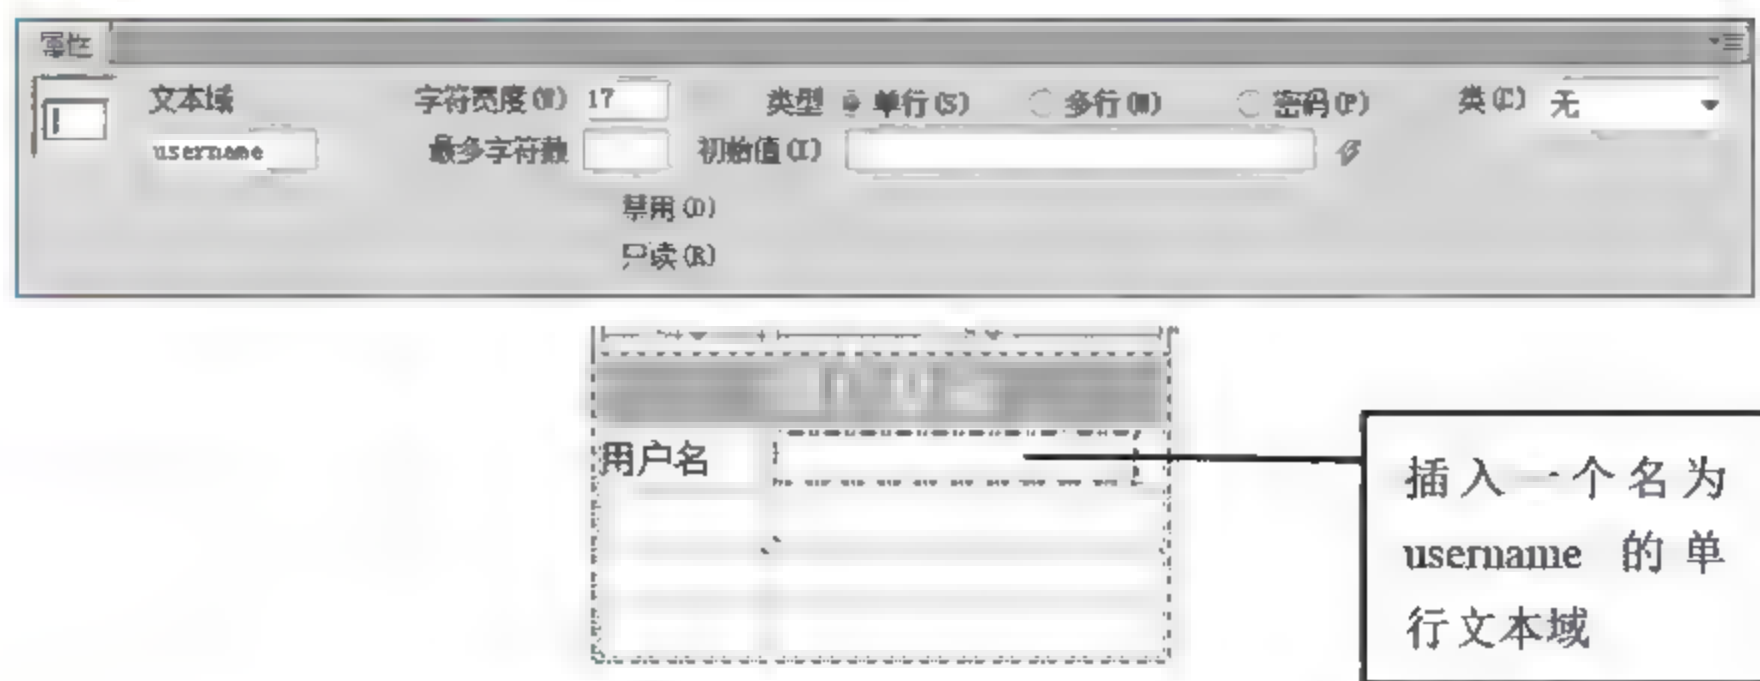 属性
文本域 字符宽度(W) 17 类型 单行(S) 多行(M) 密码(P) 类(C) 无
username 最多字符数 初始值(I)
禁用(D)
只读(R)
用户名
插入一个名为
username 的单
行文本域